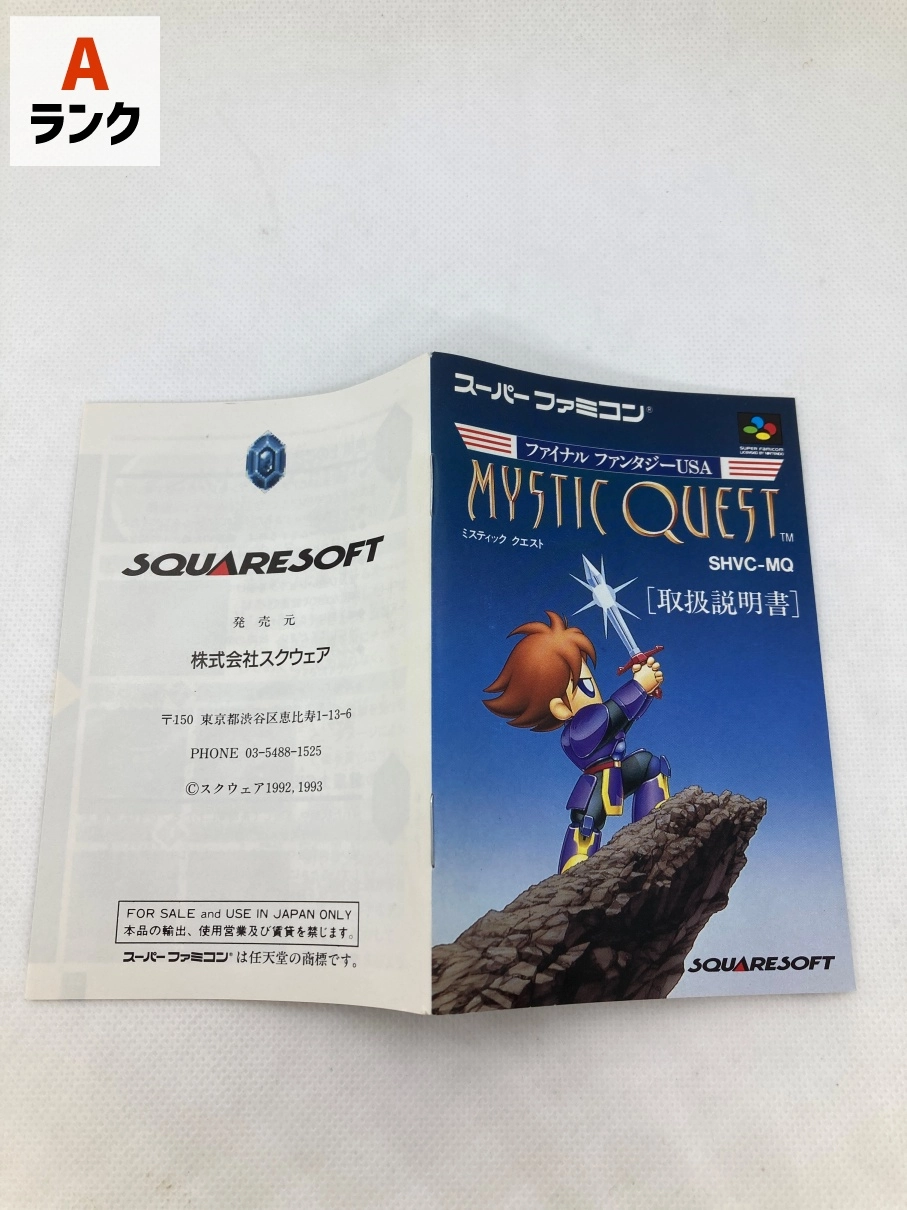 A
ランク
SQUARESOFT
発売元
株式会社スクウェア
〒150 東京都渋谷区恵比寿1-13-6
PHONE 03-5488-1525
©スクウェア1992,1993
FOR SALE and USE IN JAPAN ONLY
本品の輸出、使用営業及び賃貸を禁じます。
スーパーファミコン®は任天堂の商標です。
スーパーファミコン®
SUPER FAMICOM
LICENSED BY NINTENDO
ファイナル ファンタジーUSA
MYSTIC QUEST™
ミスティック クエスト
SHVC-MQ
[取扱説明書]
SQUARESOFT